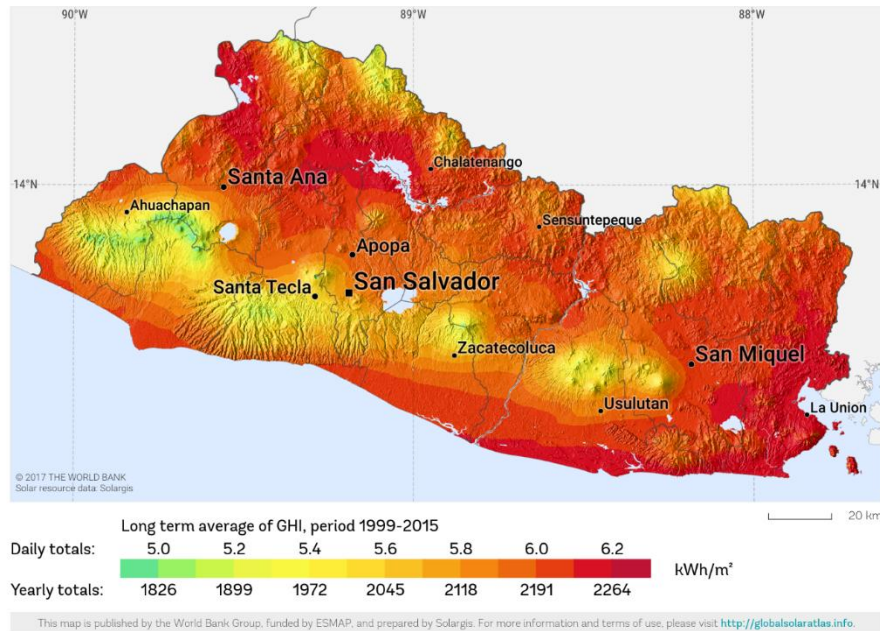 90°W 89°W 88°W
Chalatenango
14°N 14°N
Santa Ana
Ahuachapan
Sensuntepeque
Apopa
San Salvador
Santa Tecla
Zacatecoluca
San Miquel
Usulutan
La Union
© 2017 THE WORLD BANK
Solar resource data: Solargis
20 km
Long term average of GHI, period 1999-2015
Daily totals: 5.0 5.2 5.4 5.6 5.8 6.0 6.2
kWh/m²
Yearly totals: 1826 1899 1972 2045 2118 2191 2264
This map is published by the World Bank Group, funded by ESMAP, and prepared by Solargis. For more information and terms of use, please visit http://globalsolaratlas.info.